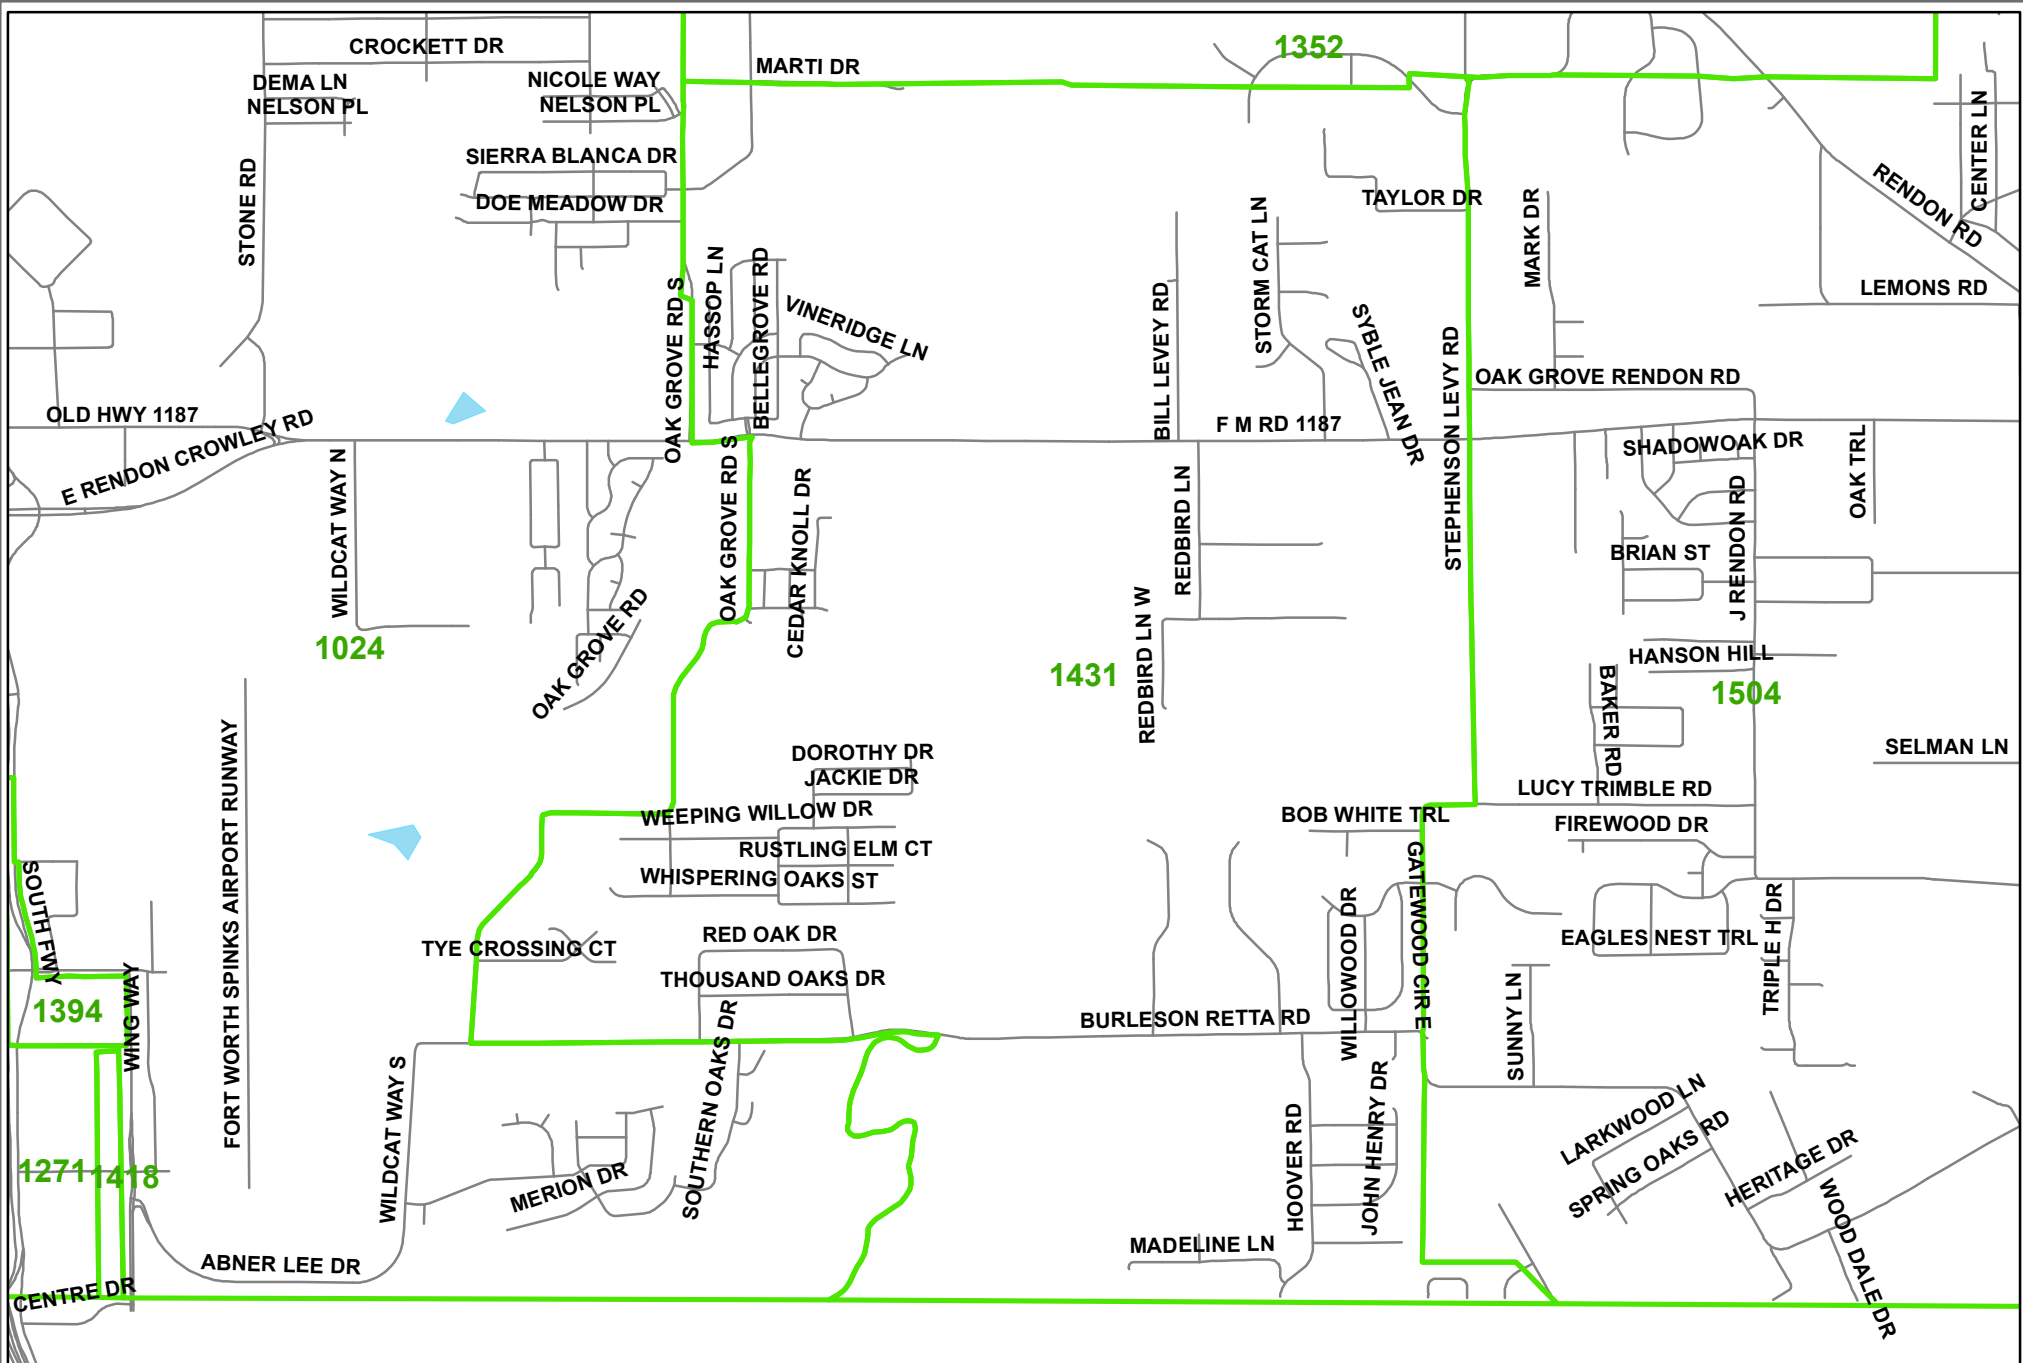 CROCKETT DR
1352
MARTI DR
DEMA LN
NICOLE WAY
NELSON PL
NELSON PL
CENTER LN
SIERRA BLANCA DR
STONE RD
DOE MEADOW DR
TAYLOR DR
MARK DR
RENDON RD
STORM CAT LN
HASSOP LN
BELLEGROVE RD
OAK GROVE RD S
VINERIDGE LN
BILL LEVEY RD
SYBLE JEAN DR
STEPHENSON LEVY RD
LEMONS RD
OAK GROVE RENDON RD
OLD HWY 1187
E RENDON CROWLEY RD
F M RD 1187
SHADOWOAK DR
OAK TRL
WILDCAT WAY N
OAK GROVE RD S
CEDAR KNOLL DR
REDBIRD LN
J RENDON RD
BRIAN ST
OAK GROVE RD
REDBIRD LN W
1024
1431
HANSON HILL
1504
BAKER RD
FORT WORTH SPINKS AIRPORT RUNWAY
DOROTHY DR
JACKIE DR
SELMAN LN
LUCY TRIMBLE RD
WEEPING WILLOW DR
BOB WHITE TRL
FIREWOOD DR
RUSTLING ELM CT
WHISPERING OAKS ST
GATEWOOD CIR E
SOUTH FWY
WILLOWOOD DR
TRIPLE H DR
RED OAK DR
TYE CROSSING CT
EAGLES NEST TRL
THOUSAND OAKS DR
WING WAY
1394
SUNNY LN
BURLESON RETTA RD
SOUTHERN OAKS DR
WILDCAT WAY S
JOHN HENRY DR
HOOVER RD
LARKWOOD LN
SPRING OAKS RD
HERITAGE DR
1271
1418
MERION DR
WOOD DALE DR
MADELINE LN
ABNER LEE DR
CENTRE DR